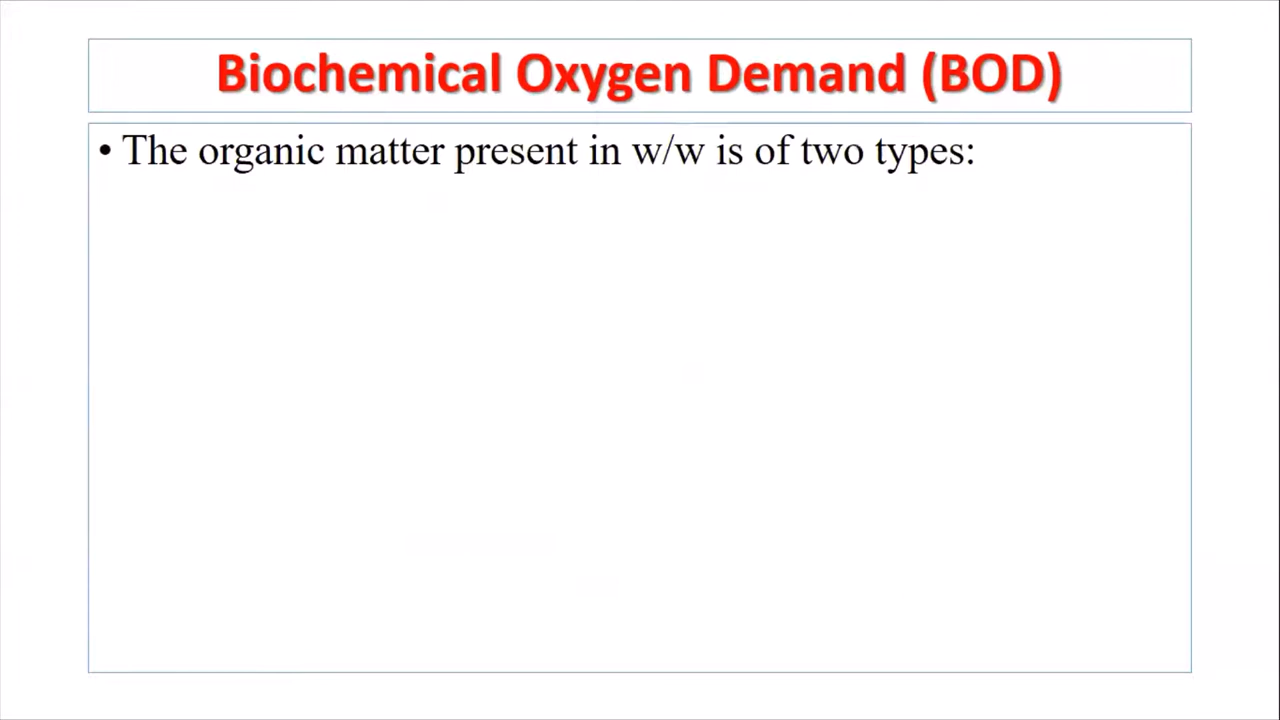 Biochemical Oxygen Demand (BOD)
• The organic matter present in w/w is of two types: